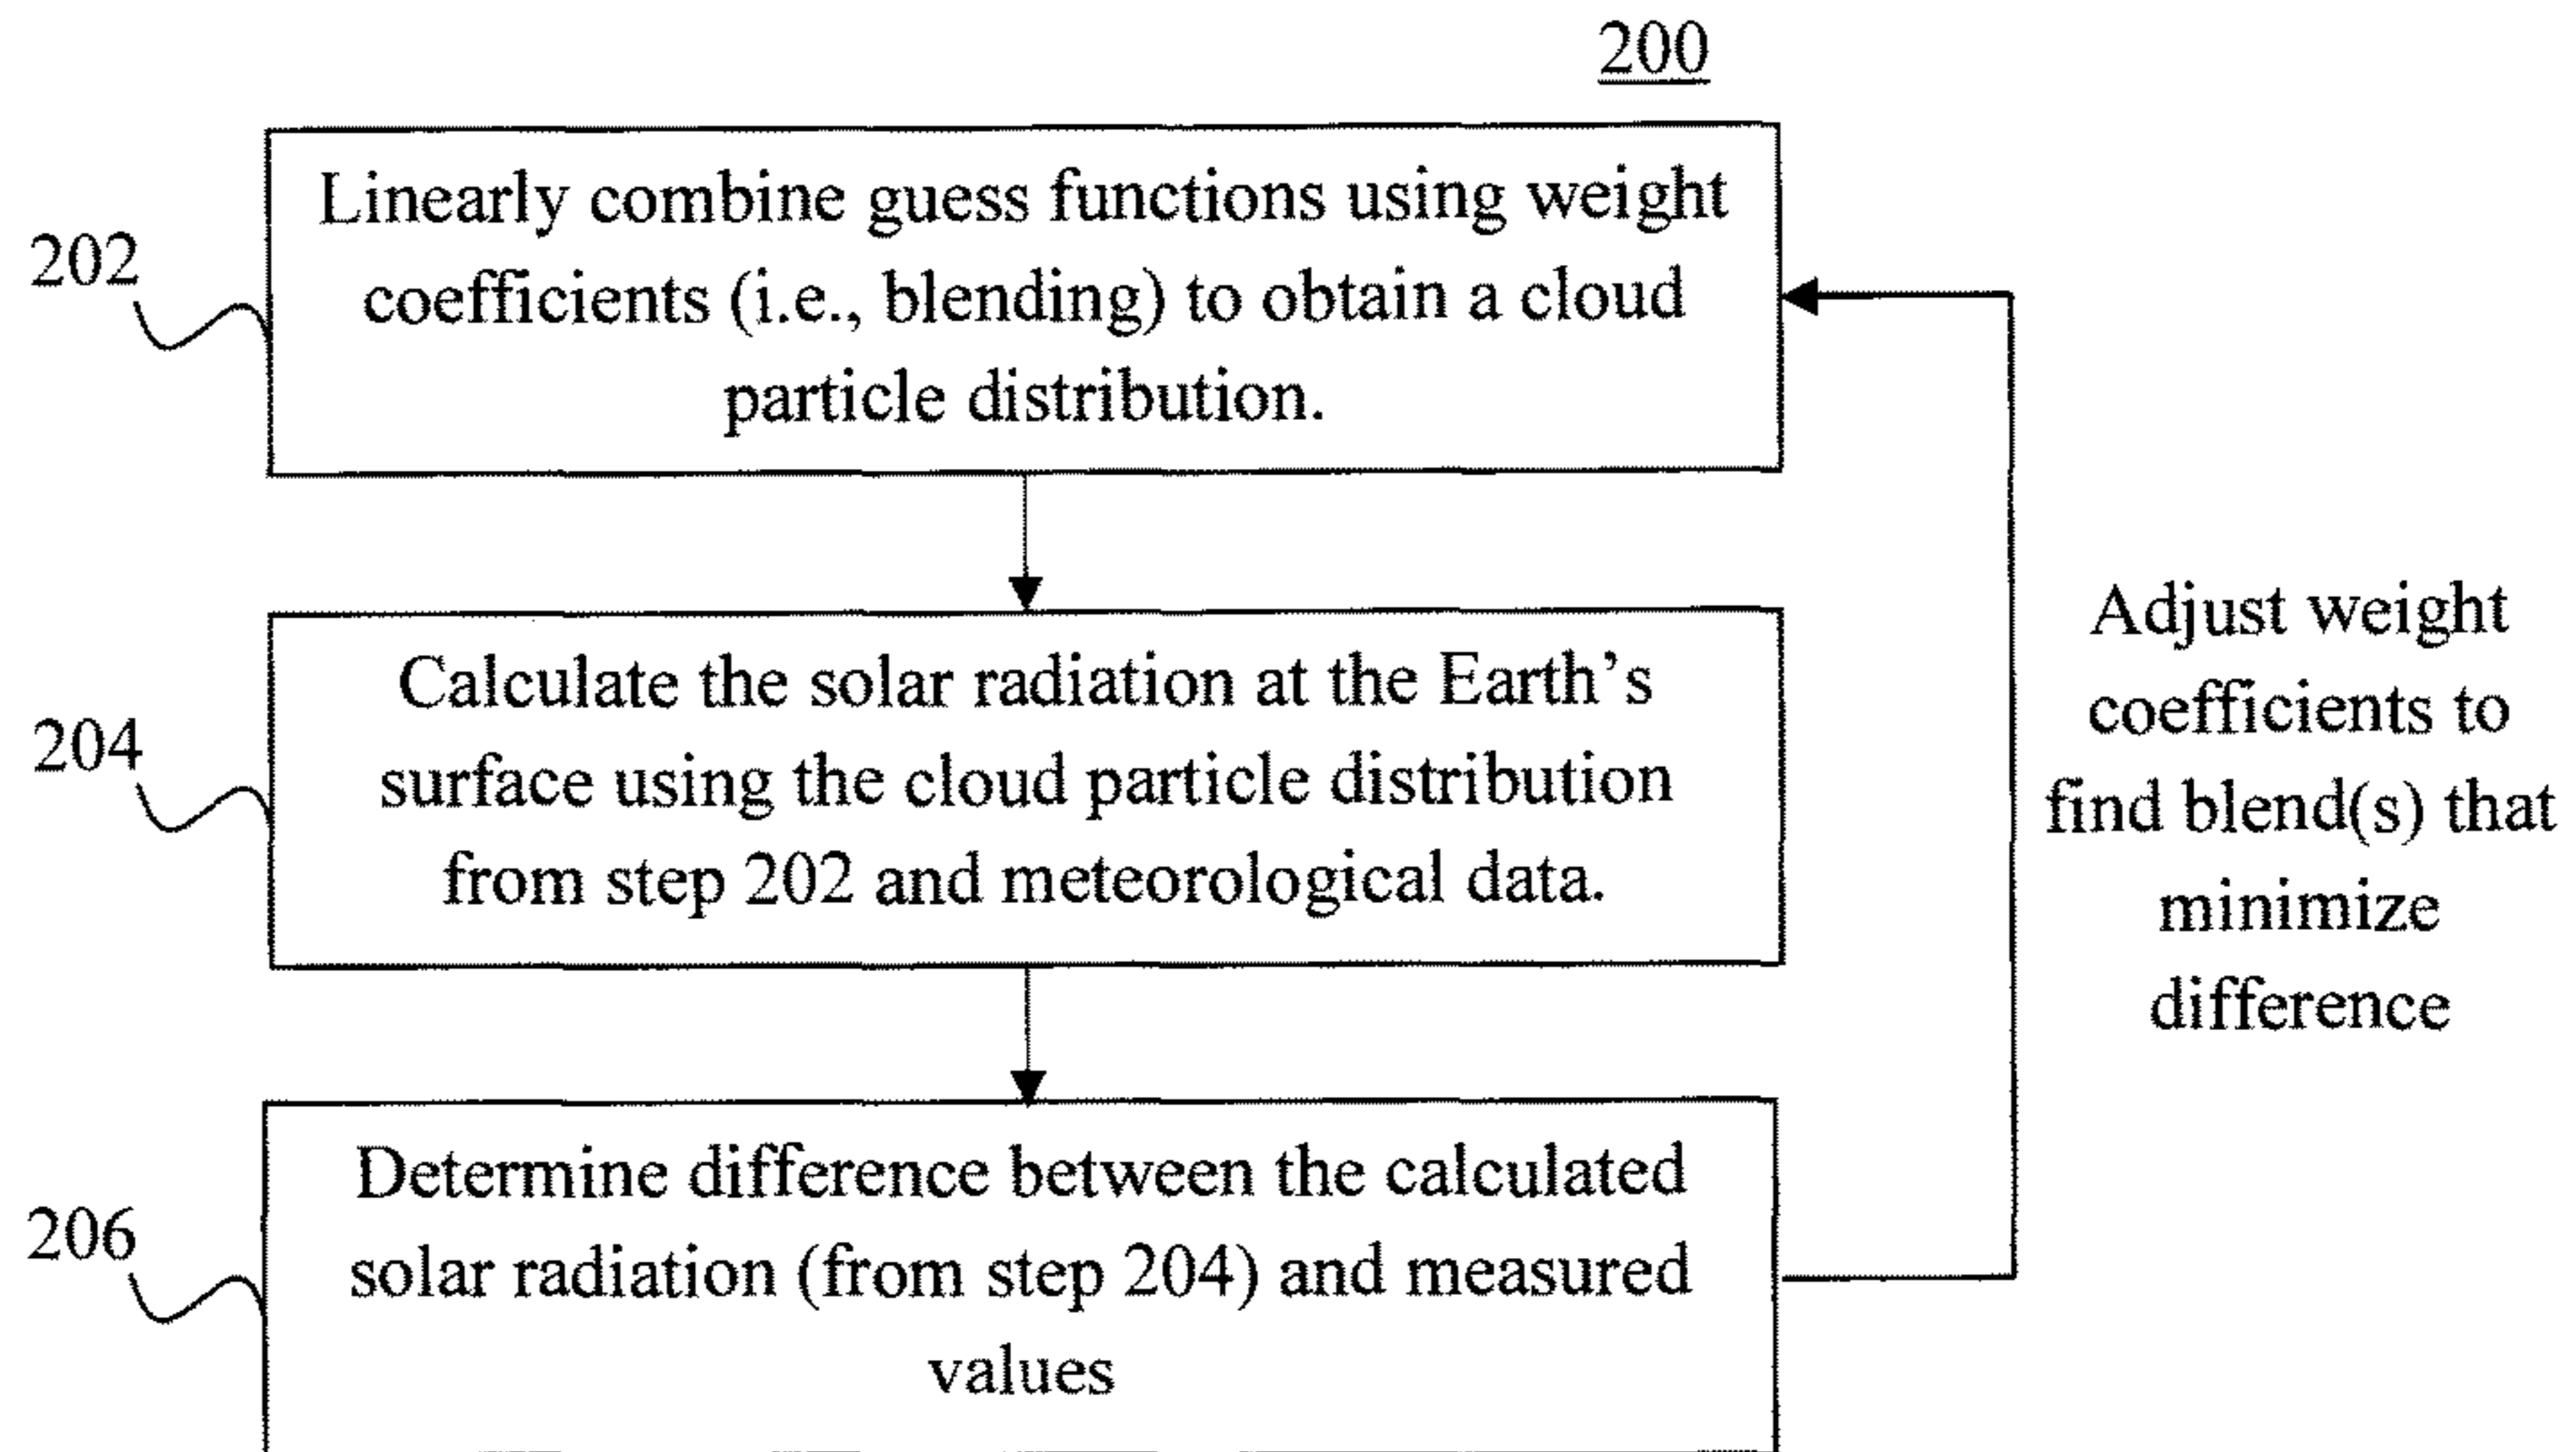 200
202
Linearly combine guess functions using weight
coefficients (i.e., blending) to obtain a cloud
particle distribution.
204
Calculate the solar radiation at the Earth’s
surface using the cloud particle distribution
from step 202 and meteorological data.
206
Determine difference between the calculated
solar radiation (from step 204) and measured
values
Adjust weight
coefficients to
find blend(s) that
minimize
difference